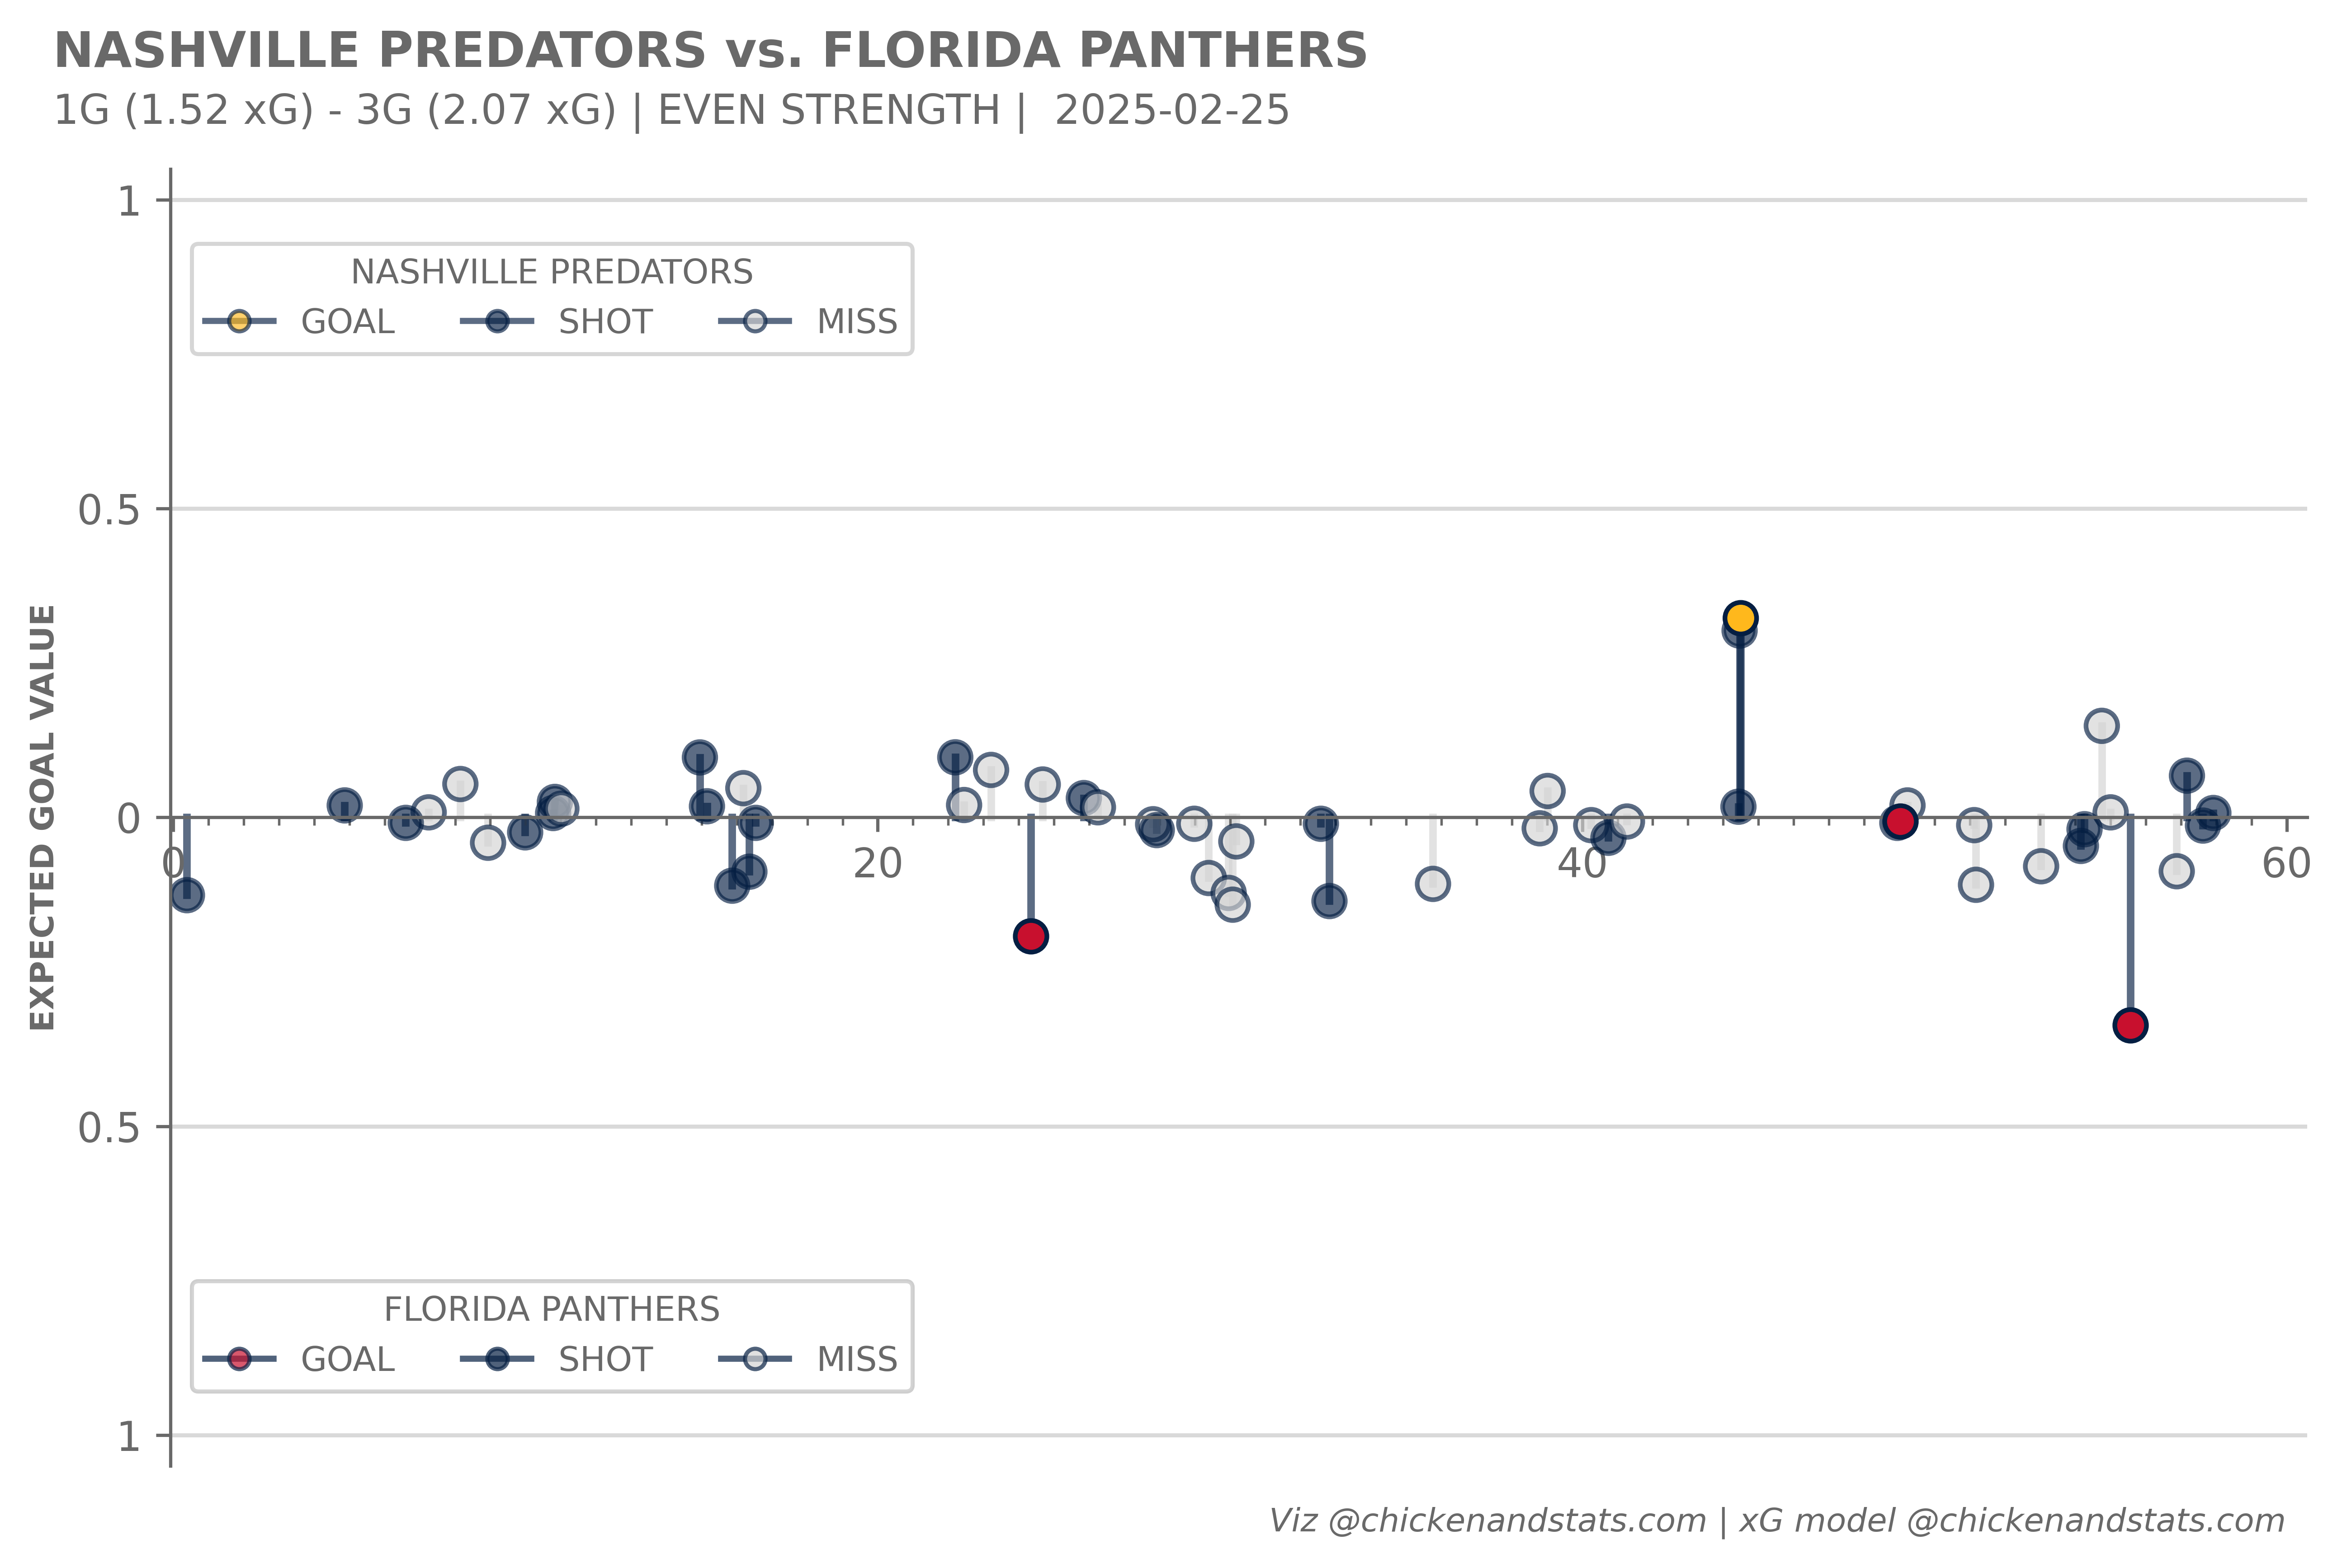 NASHVILLE PREDATORS vs. FLORIDA PANTHERS
1G (1.52 xG) - 3G (2.07 xG) | EVEN STRENGTH | 2025-02-25
1
NASHVILLE PREDATORS
GOAL SHOT MISS
0.5
EXPECTED GOAL VALUE
0
0 20 40 60
0.5
FLORIDA PANTHERS
GOAL SHOT MISS
1
Viz @chickenandstats.com | xG model @chickenandstats.com